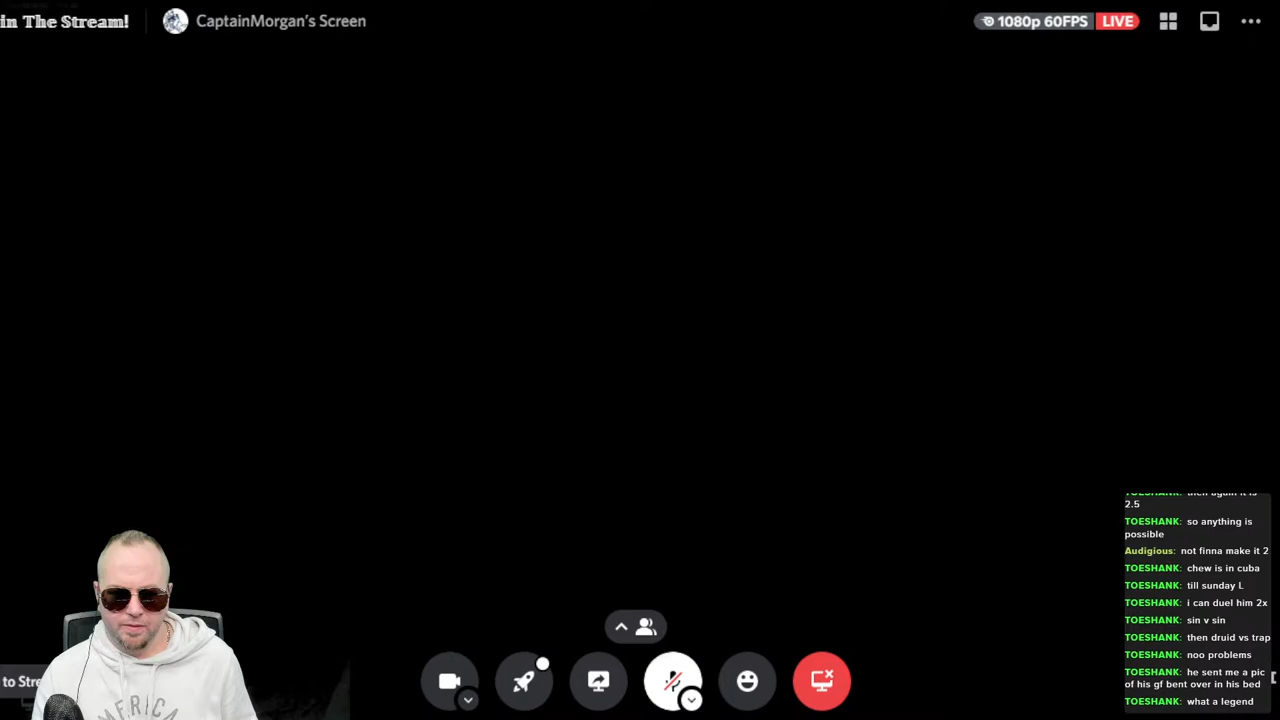 in The Stream!
CaptainMorgan's Screen
1080p 60FPS
LIVE
2.5
TOESHANK: so anything is
possible
Audigious: not finna make it 2
TOESHANK: chew is in cuba
TOESHANK: till sunday L
TOESHANK: i can duel him 2x
TOESHANK: sin v sin
TOESHANK: then druid vs trap
TOESHANK: noo problems
TOESHANK: he sent me a pic
of his gf bent over in his bed
TOESHANK: what a legend
to Stre
AMERICA